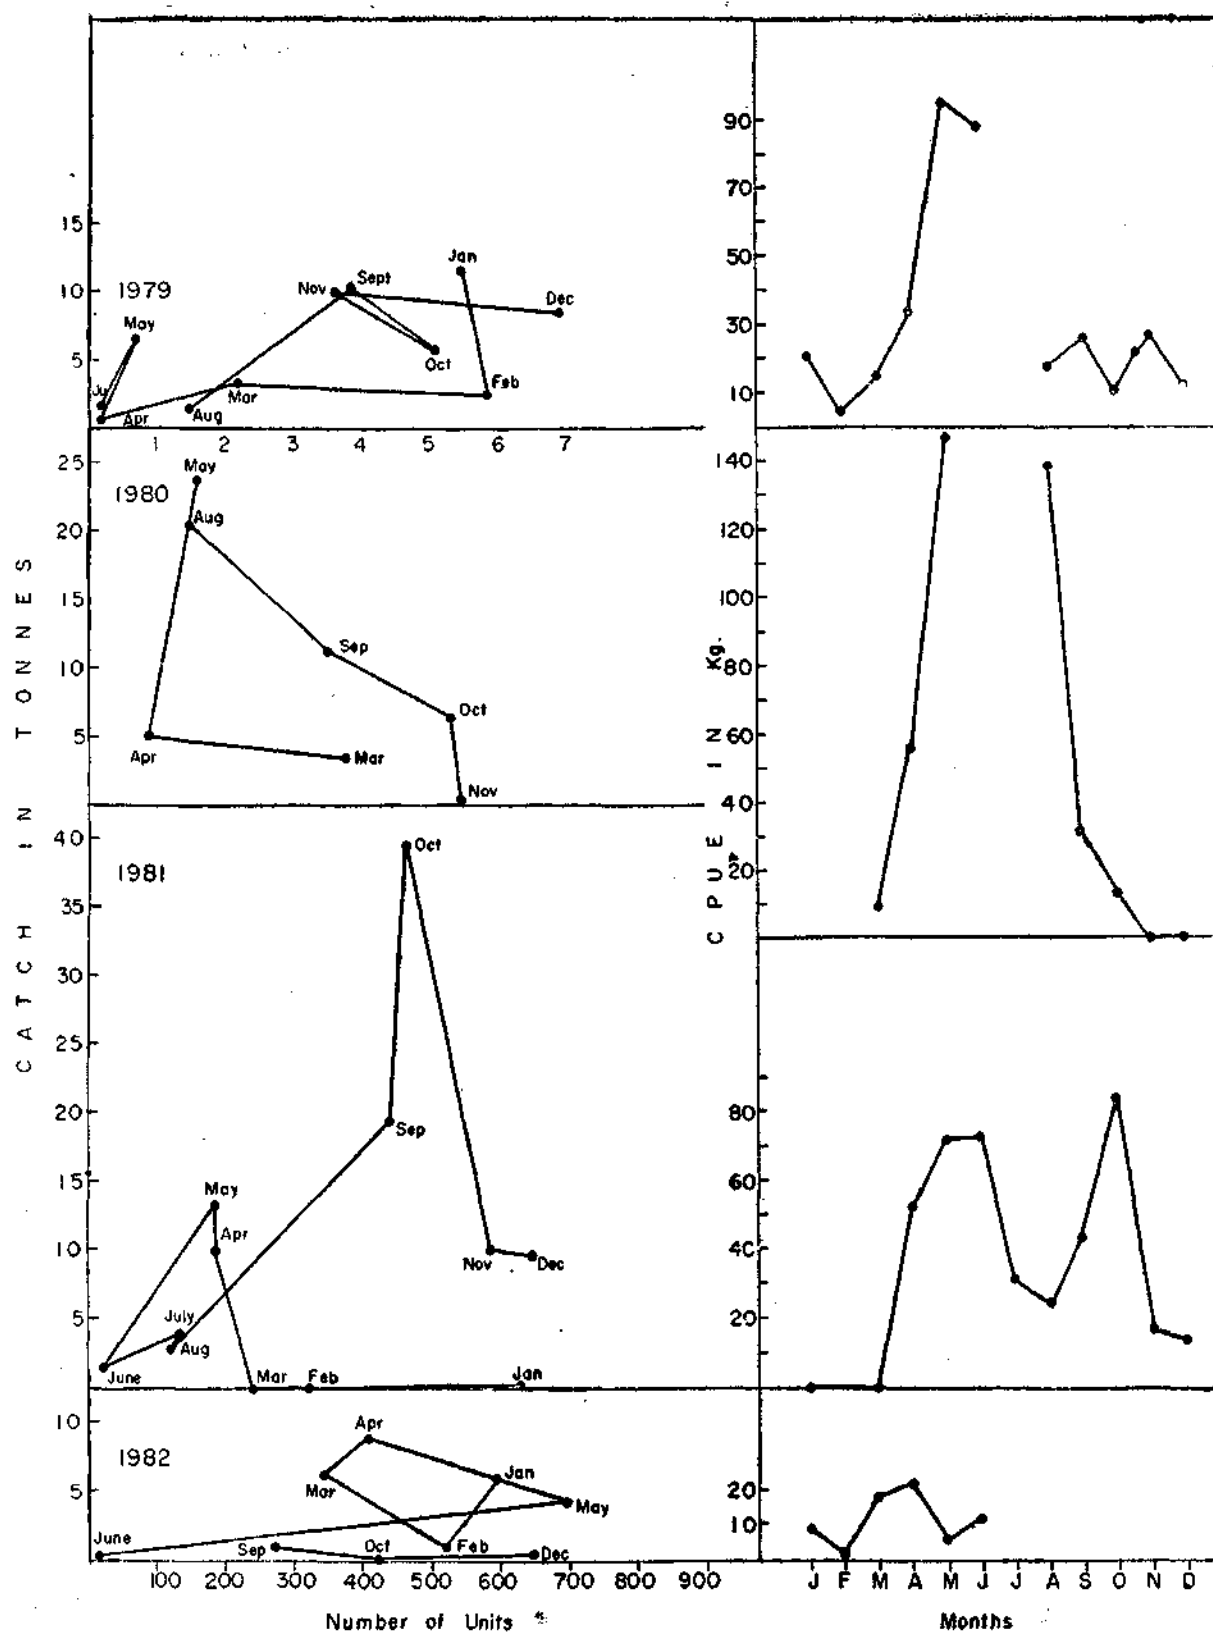 90
70
50
30
10
15
10
5
1979
May
Ju
Apr
Aug
Mar
Nov
Sept
Oct
Jan
Feb
Dec
1 2 3 4 5 6 7
25
20
15
10
5
1980
May
Aug
Sep
Oct
Nov
Apr
Mar
140
120
100
80
60
40
20
CATCH IN TONNES
CPUE IN Kg.
40
35
30
25
20
15
10
5
1981
Oct
Sep
May
Apr
July
Aug
June
Mar
Feb
Jan
Nov
Dec
80
60
40
20
10
5
1982
Apr
Mar
Jan
May
Feb
June
Sep
Oct
Dec
20
10
100 200 300 400 500 600 700 800 900
Number of Units
J F M A M J J A S O N D
Months